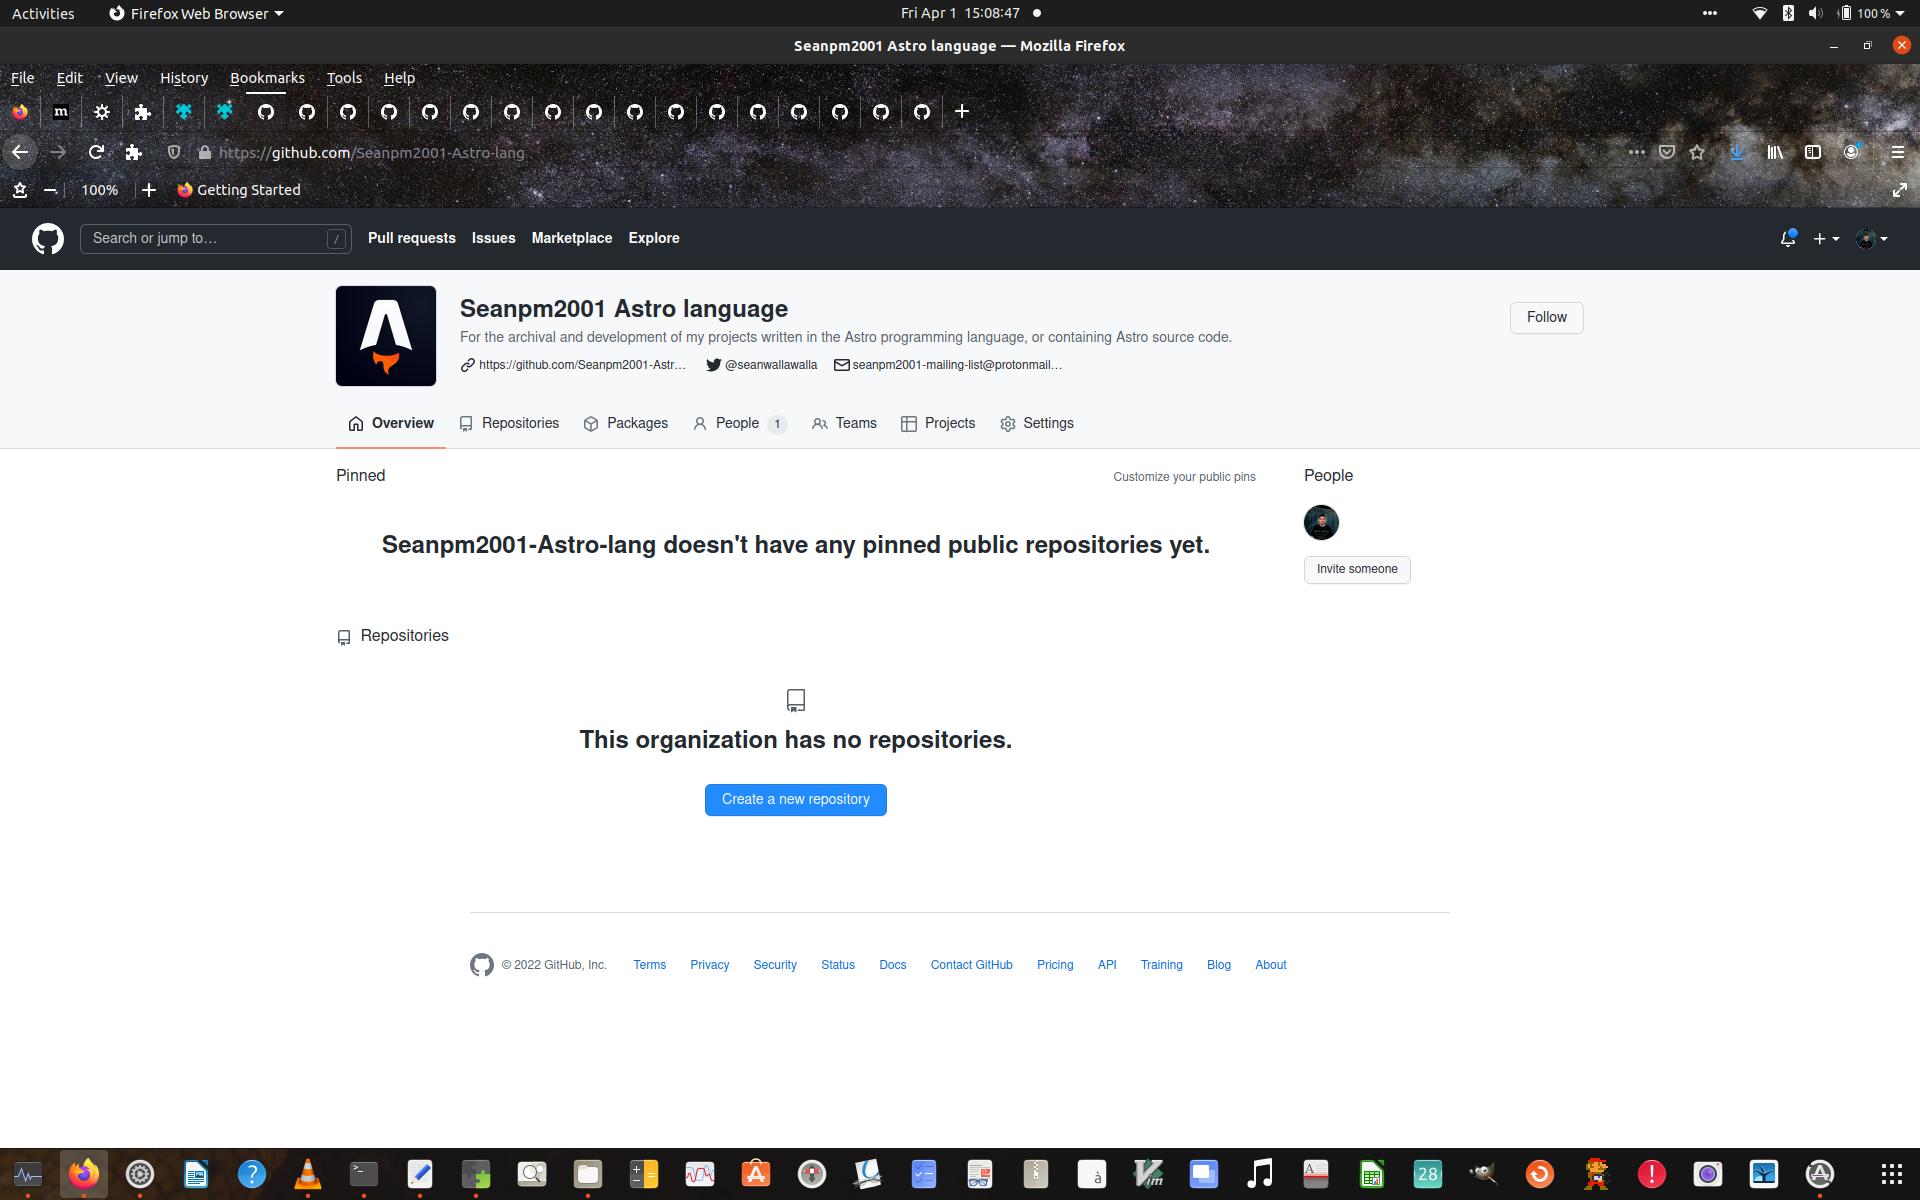 Activities
Firefox Web Browser
Fri Apr 1 15:08:47
100 %
Seanpm2001 Astro language — Mozilla Firefox
File Edit View History Bookmarks Tools Help
m
https://github.com/Seanpm2001-Astro-lang
100%
Getting Started
Search or jump to…
/
Pull requests Issues Marketplace Explore
Seanpm2001 Astro language
For the archival and development of my projects written in the Astro programming language, or containing Astro source code.
https://github.com/Seanpm2001-Astr… @seanwallawalla seanpm2001-mailing-list@protonmail…
Follow
Overview Repositories Packages People 1 Teams Projects Settings
Pinned
Customize your public pins
People
Seanpm2001-Astro-lang doesn't have any pinned public repositories yet.
Invite someone
Repositories
This organization has no repositories.
Create a new repository
© 2022 GitHub, Inc. Terms Privacy Security Status Docs Contact GitHub Pricing API Training Blog About
28